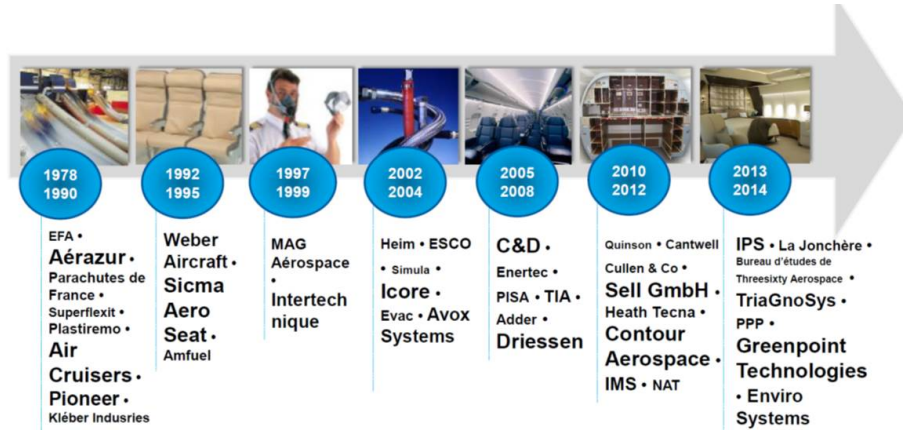 1978
1990
EFA •
Aérazur •
Parachutes de
France •
Superflexit •
Plastiremo •
Air
Cruisers •
Pioneer •
Kléber Indusries
1992
1995
Weber
Aircraft •
Sicma
Aero
Seat •
Amfuel
1997
1999
MAG
Aérospace
•
Intertech
nique
2002
2004
Heim • ESCO
• Simula •
Icore •
Evac • Avox
Systems
2005
2008
C&D •
Enertec •
PISA • TIA •
Adder •
Driessen
2010
2012
Quinson • Cantwell
Cullen & Co •
Sell GmbH •
Heath Tecna •
Contour
Aerospace •
IMS • NAT
2013
2014
IPS • La Jonchère •
Bureau d'études de
Threesixty Aerospace •
TriaGnoSys •
PPP •
Greenpoint
Technologies
• Enviro
Systems